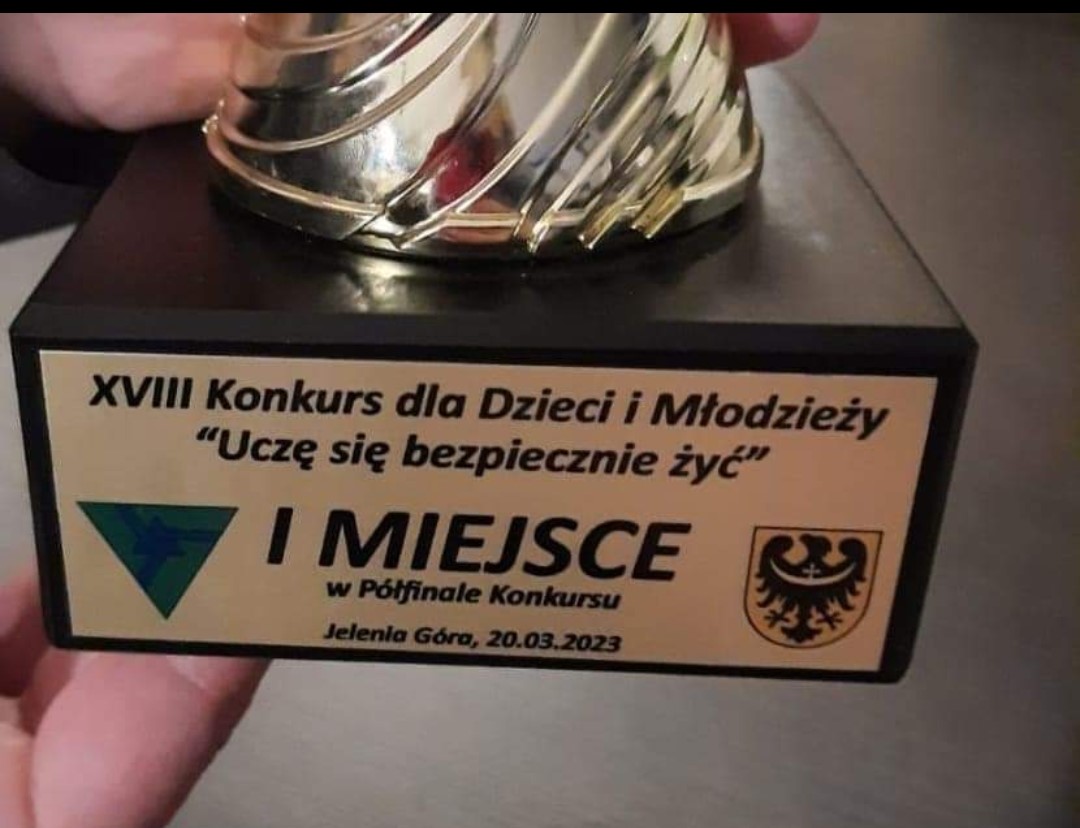 XVIII Konkurs dla Dzieci i Młodzieży
“Uczę się bezpiecznie żyć”
I MIEJSCE
w Półfinale Konkursu
Jelenia Góra, 20.03.2023